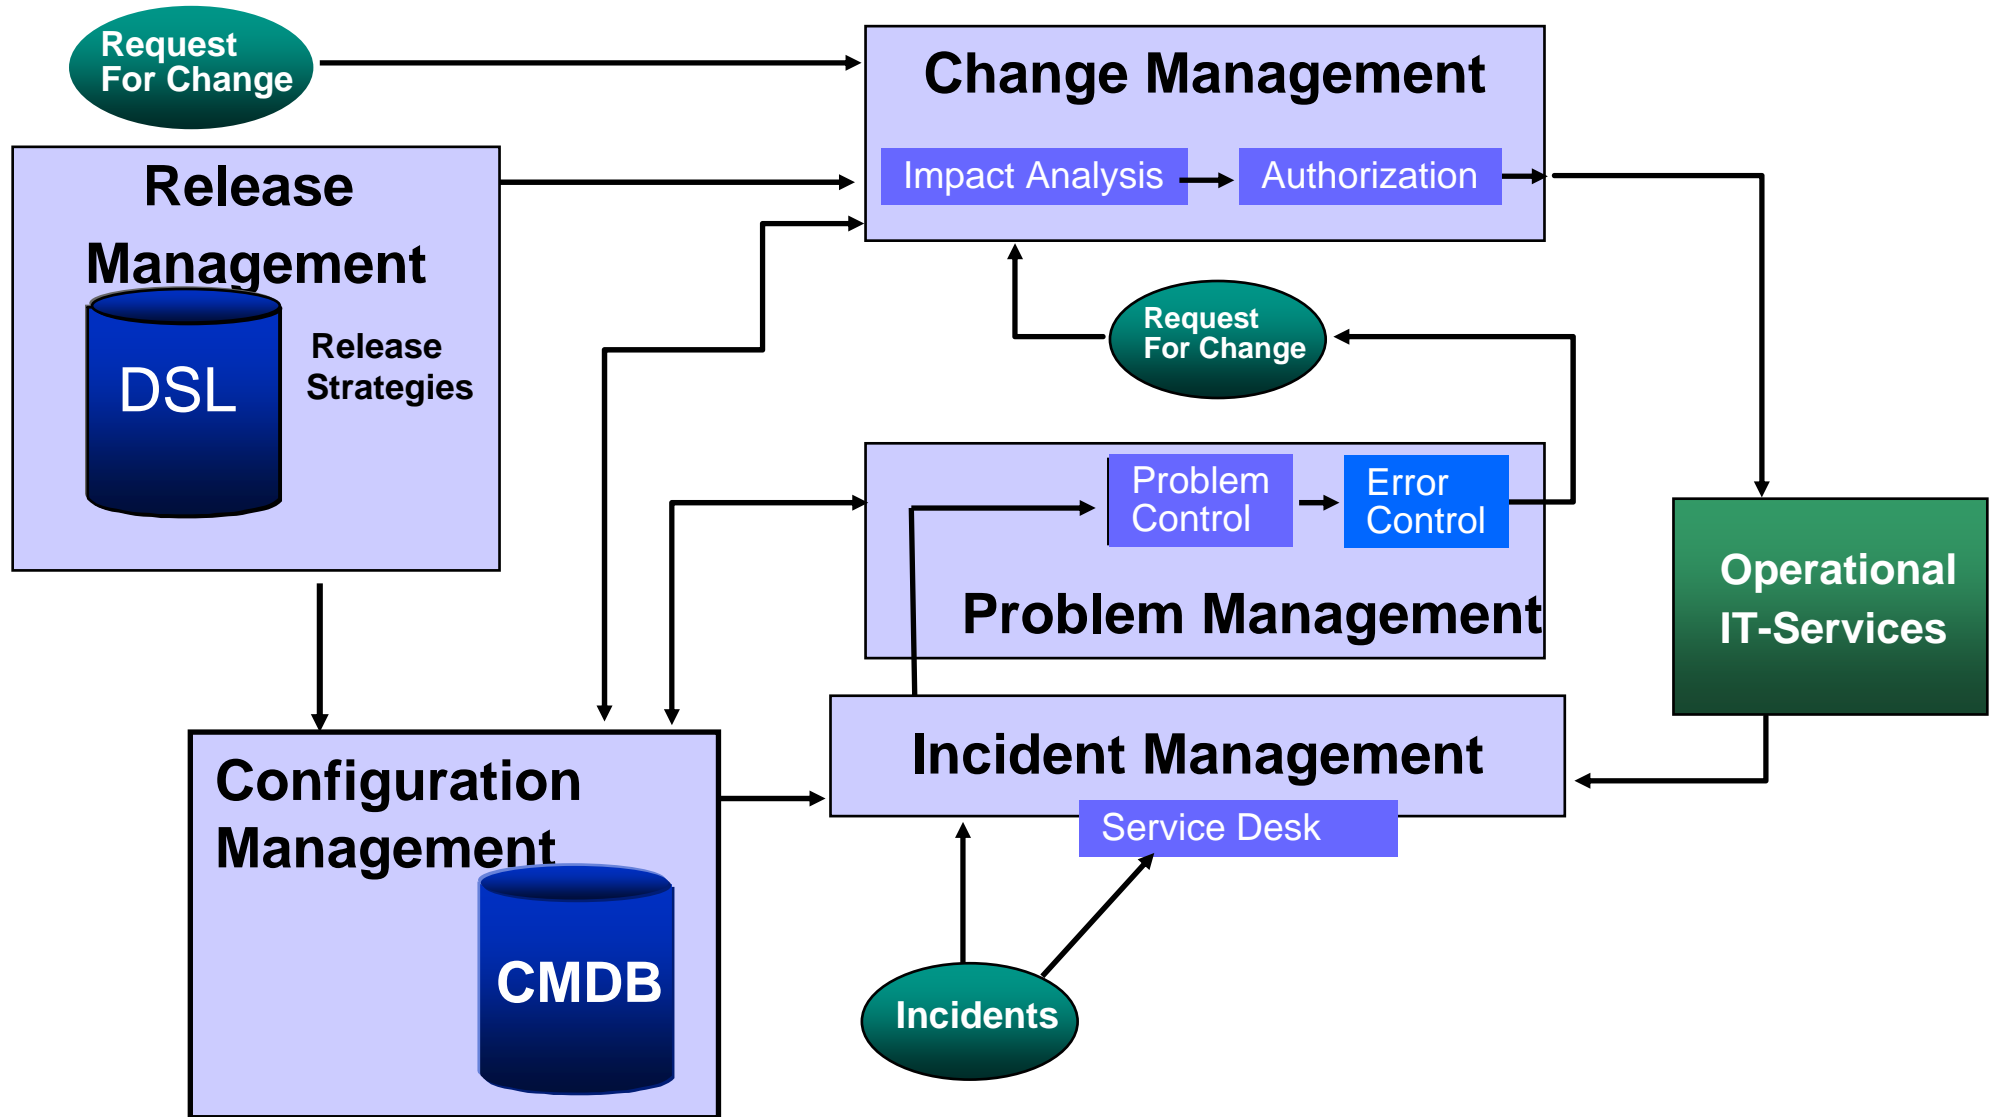 Request
For Change
Change Management
Impact Analysis
Authorization
Release
Management
DSL
Release
Strategies
Request
For Change
Problem
Control
Error
Control
Problem Management
Operational
IT-Services
Incident Management
Service Desk
Configuration
Management
CMDB
Incidents